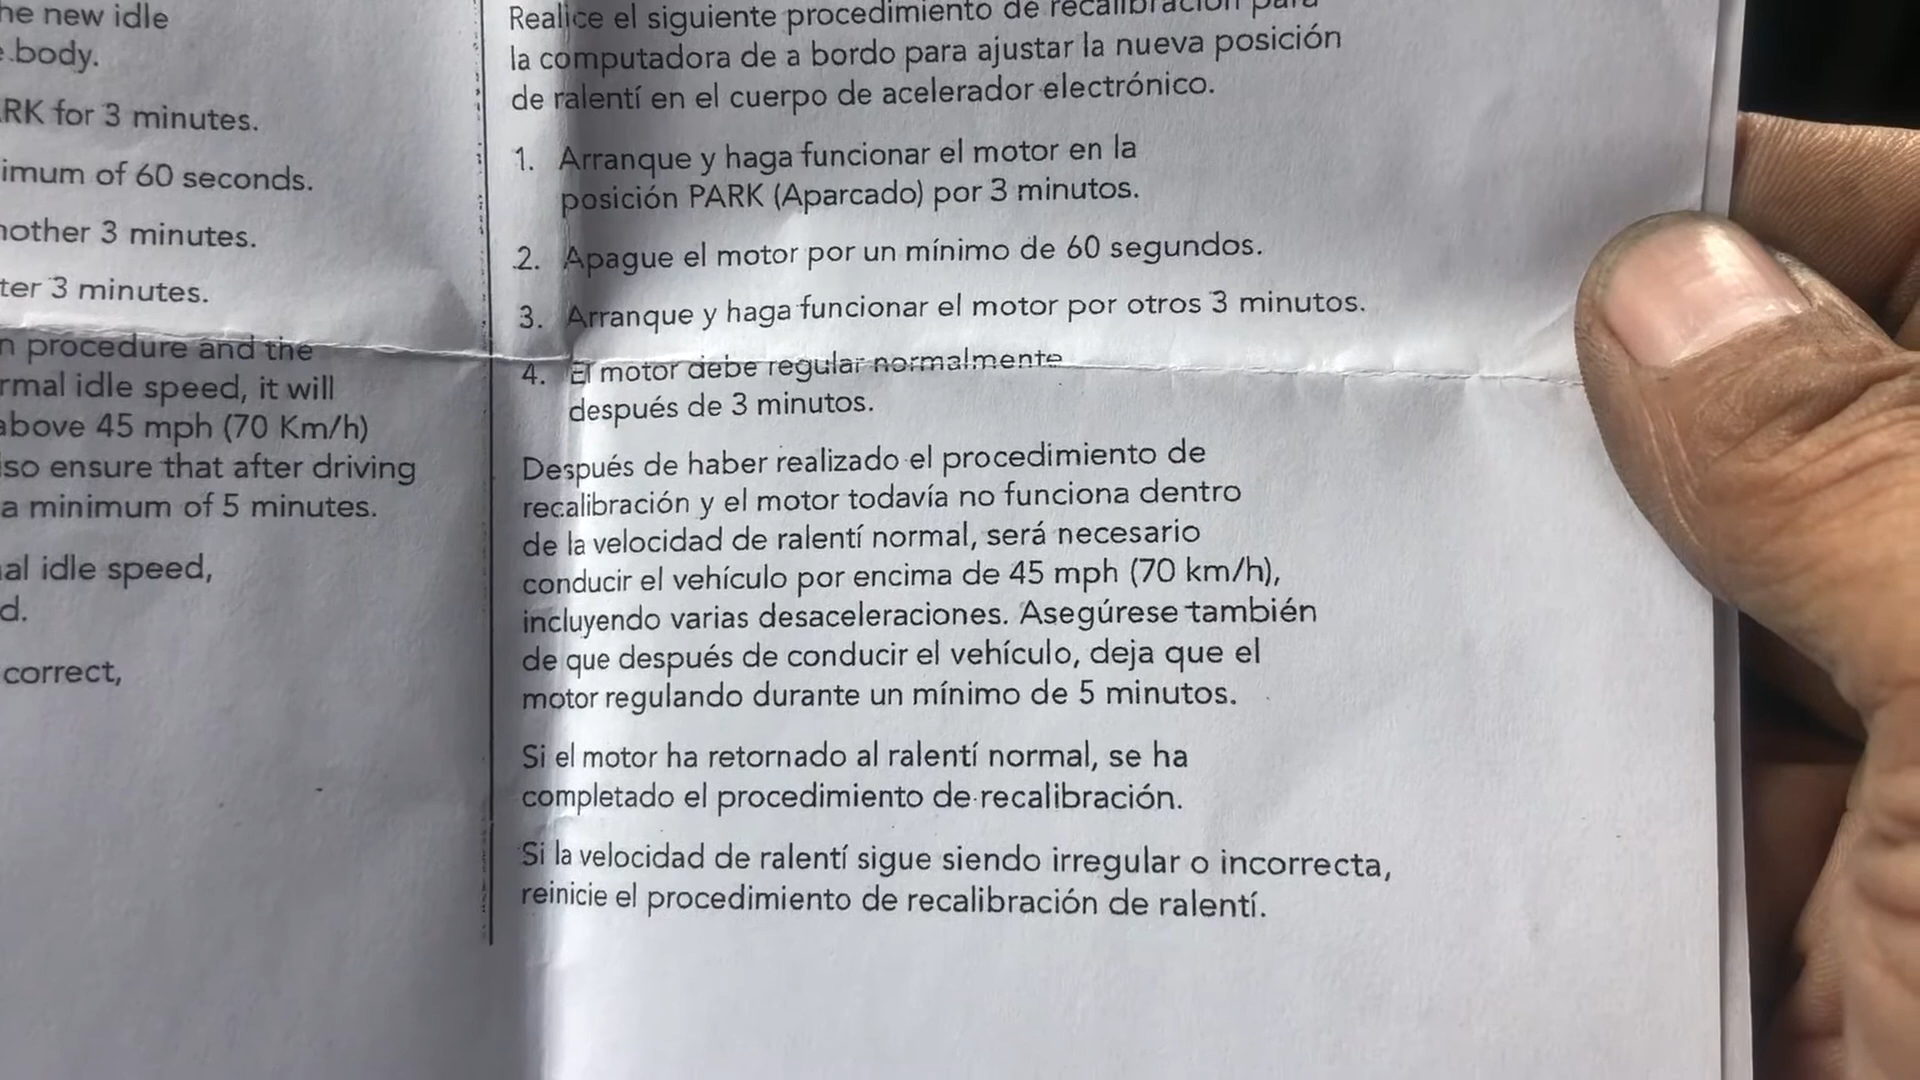 he new idle
body.
RK for 3 minutes.
imum of 60 seconds.
nother 3 minutes.
ter 3 minutes.
n procedure and the
rmal idle speed, it will
above 45 mph (70 Km/h)
lso ensure that after driving
a minimum of 5 minutes.
al idle speed,
d.
correct,
Realice el siguiente procedimiento de recalibración para
la computadora de a bordo para ajustar la nueva posición
de ralentí en el cuerpo de acelerador electrónico.
1. Arranque y haga funcionar el motor en la
posición PARK (Aparcado) por 3 minutos.
2. Apague el motor por un mínimo de 60 segundos.
3. Arranque y haga funcionar el motor por otros 3 minutos.
4. El motor debe regular normalmente
después de 3 minutos.
Después de haber realizado el procedimiento de
recalibración y el motor todavía no funciona dentro
de la velocidad de ralentí normal, será necesario
conducir el vehículo por encima de 45 mph (70 km/h),
incluyendo varias desaceleraciones. Asegúrese también
de que después de conducir el vehículo, deja que el
motor regulando durante un mínimo de 5 minutos.
Si el motor ha retornado al ralentí normal, se ha
completado el procedimiento de recalibración.
Si la velocidad de ralentí sigue siendo irregular o incorrecta,
reinicie el procedimiento de recalibración de ralentí.